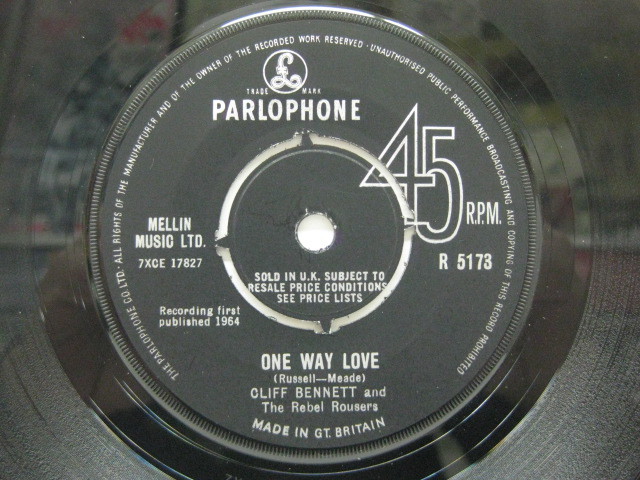 THE PARLOPHONE CO. LTD. · ALL RIGHTS OF THE MANUFACTURER AND OF THE OWNER OF THE RECORDED WORK RESERVED · UNAUTHORISED PUBLIC PERFORMANCE BROADCASTING AND COPYING OF THIS RECORD PROHIBITED
£
TRADE MARK
PARLOPHONE
45
R.P.M.
MELLIN
MUSIC LTD.
7XCE 17827
R 5173
SOLD IN U.K. SUBJECT TO
RESALE PRICE CONDITIONS
SEE PRICE LISTS
Recording first
published 1964
ONE WAY LOVE
(Russell—Meade)
CLIFF BENNETT and
The Rebel Rousers
MADE IN GT. BRITAIN